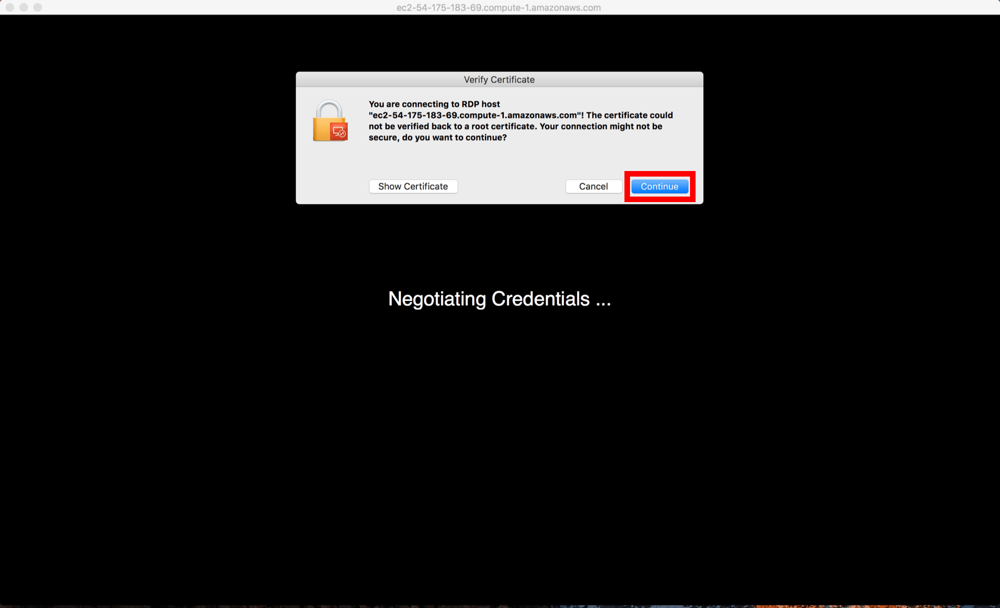 ec2-54-175-183-69.compute-1.amazonaws.com
Verify Certificate
You are connecting to RDP host
"ec2-54-175-183-69.compute-1.amazonaws.com"! The certificate could
not be verified back to a root certificate. Your connection might not be
secure, do you want to continue?
Show Certificate
Cancel
Continue
Negotiating Credentials ...